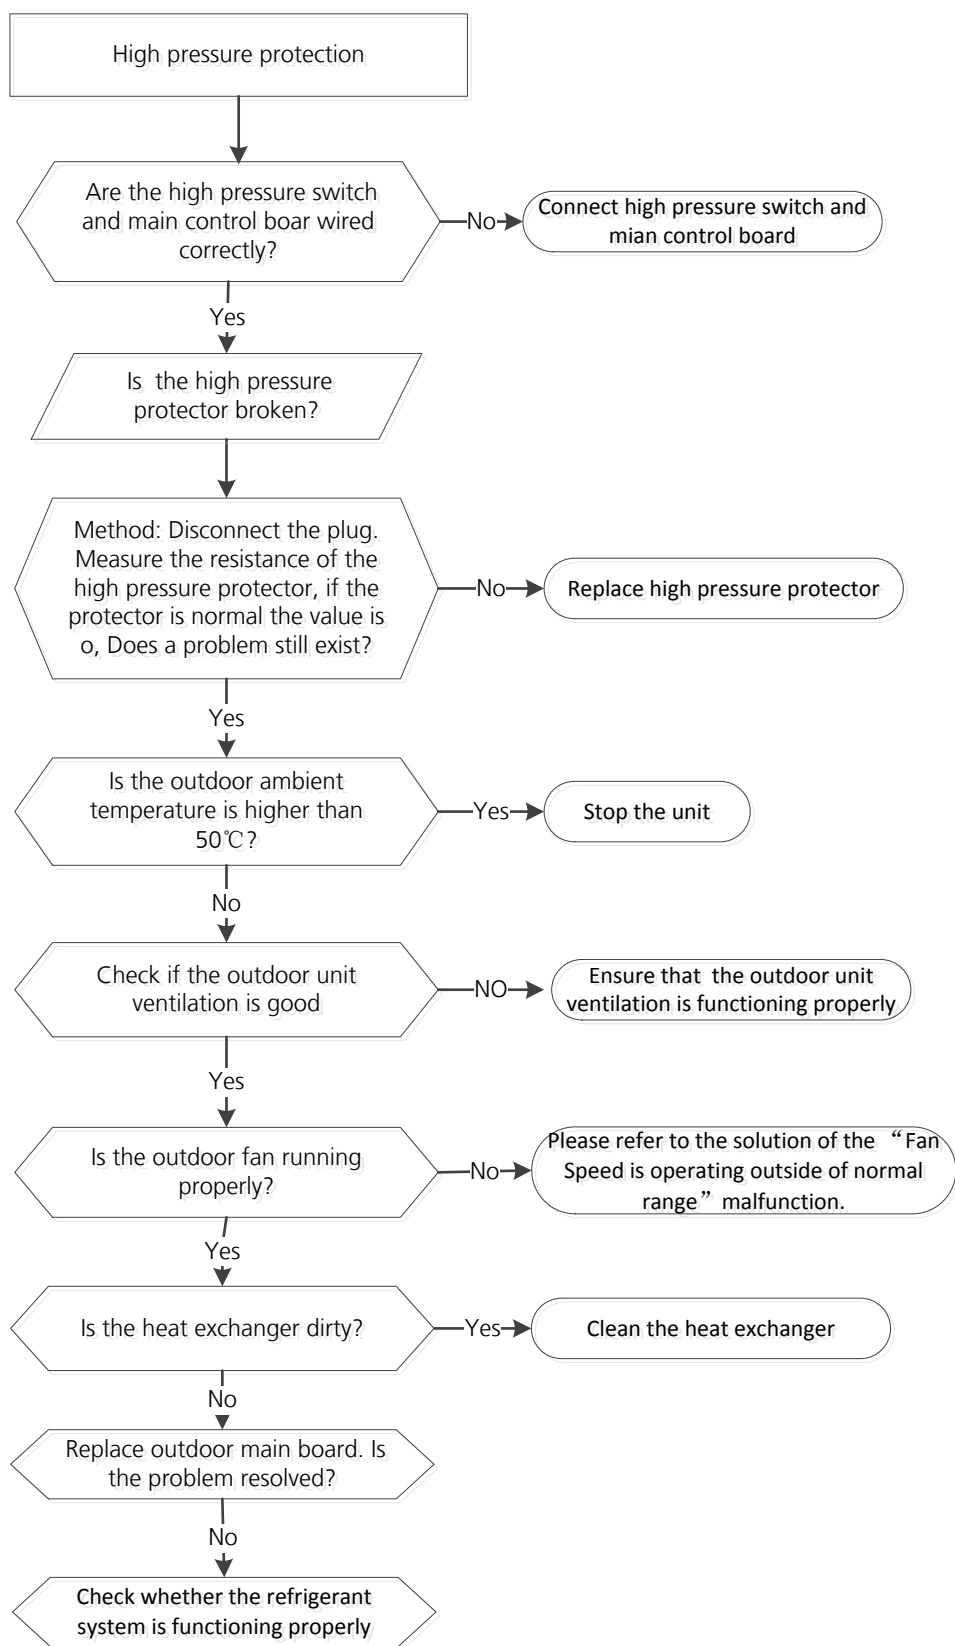 High pressure protection
Are the high pressure switch
and main control boar wired
correctly?
No
Connect high pressure switch and
mian control board
Yes
Is the high pressure
protector broken?
Method: Disconnect the plug.
Measure the resistance of the
high pressure protector, if the
protector is normal the value is
o, Does a problem still exist?
No
Replace high pressure protector
Yes
Is the outdoor ambient
temperature is higher than
50℃?
Yes
Stop the unit
No
Check if the outdoor unit
ventilation is good
NO
Ensure that the outdoor unit
ventilation is functioning properly
Yes
Is the outdoor fan running
properly?
No
Please refer to the solution of the “Fan
Speed is operating outside of normal
range” malfunction.
Yes
Is the heat exchanger dirty?
Yes
Clean the heat exchanger
No
Replace outdoor main board. Is
the problem resolved?
No
Check whether the refrigerant
system is functioning properly